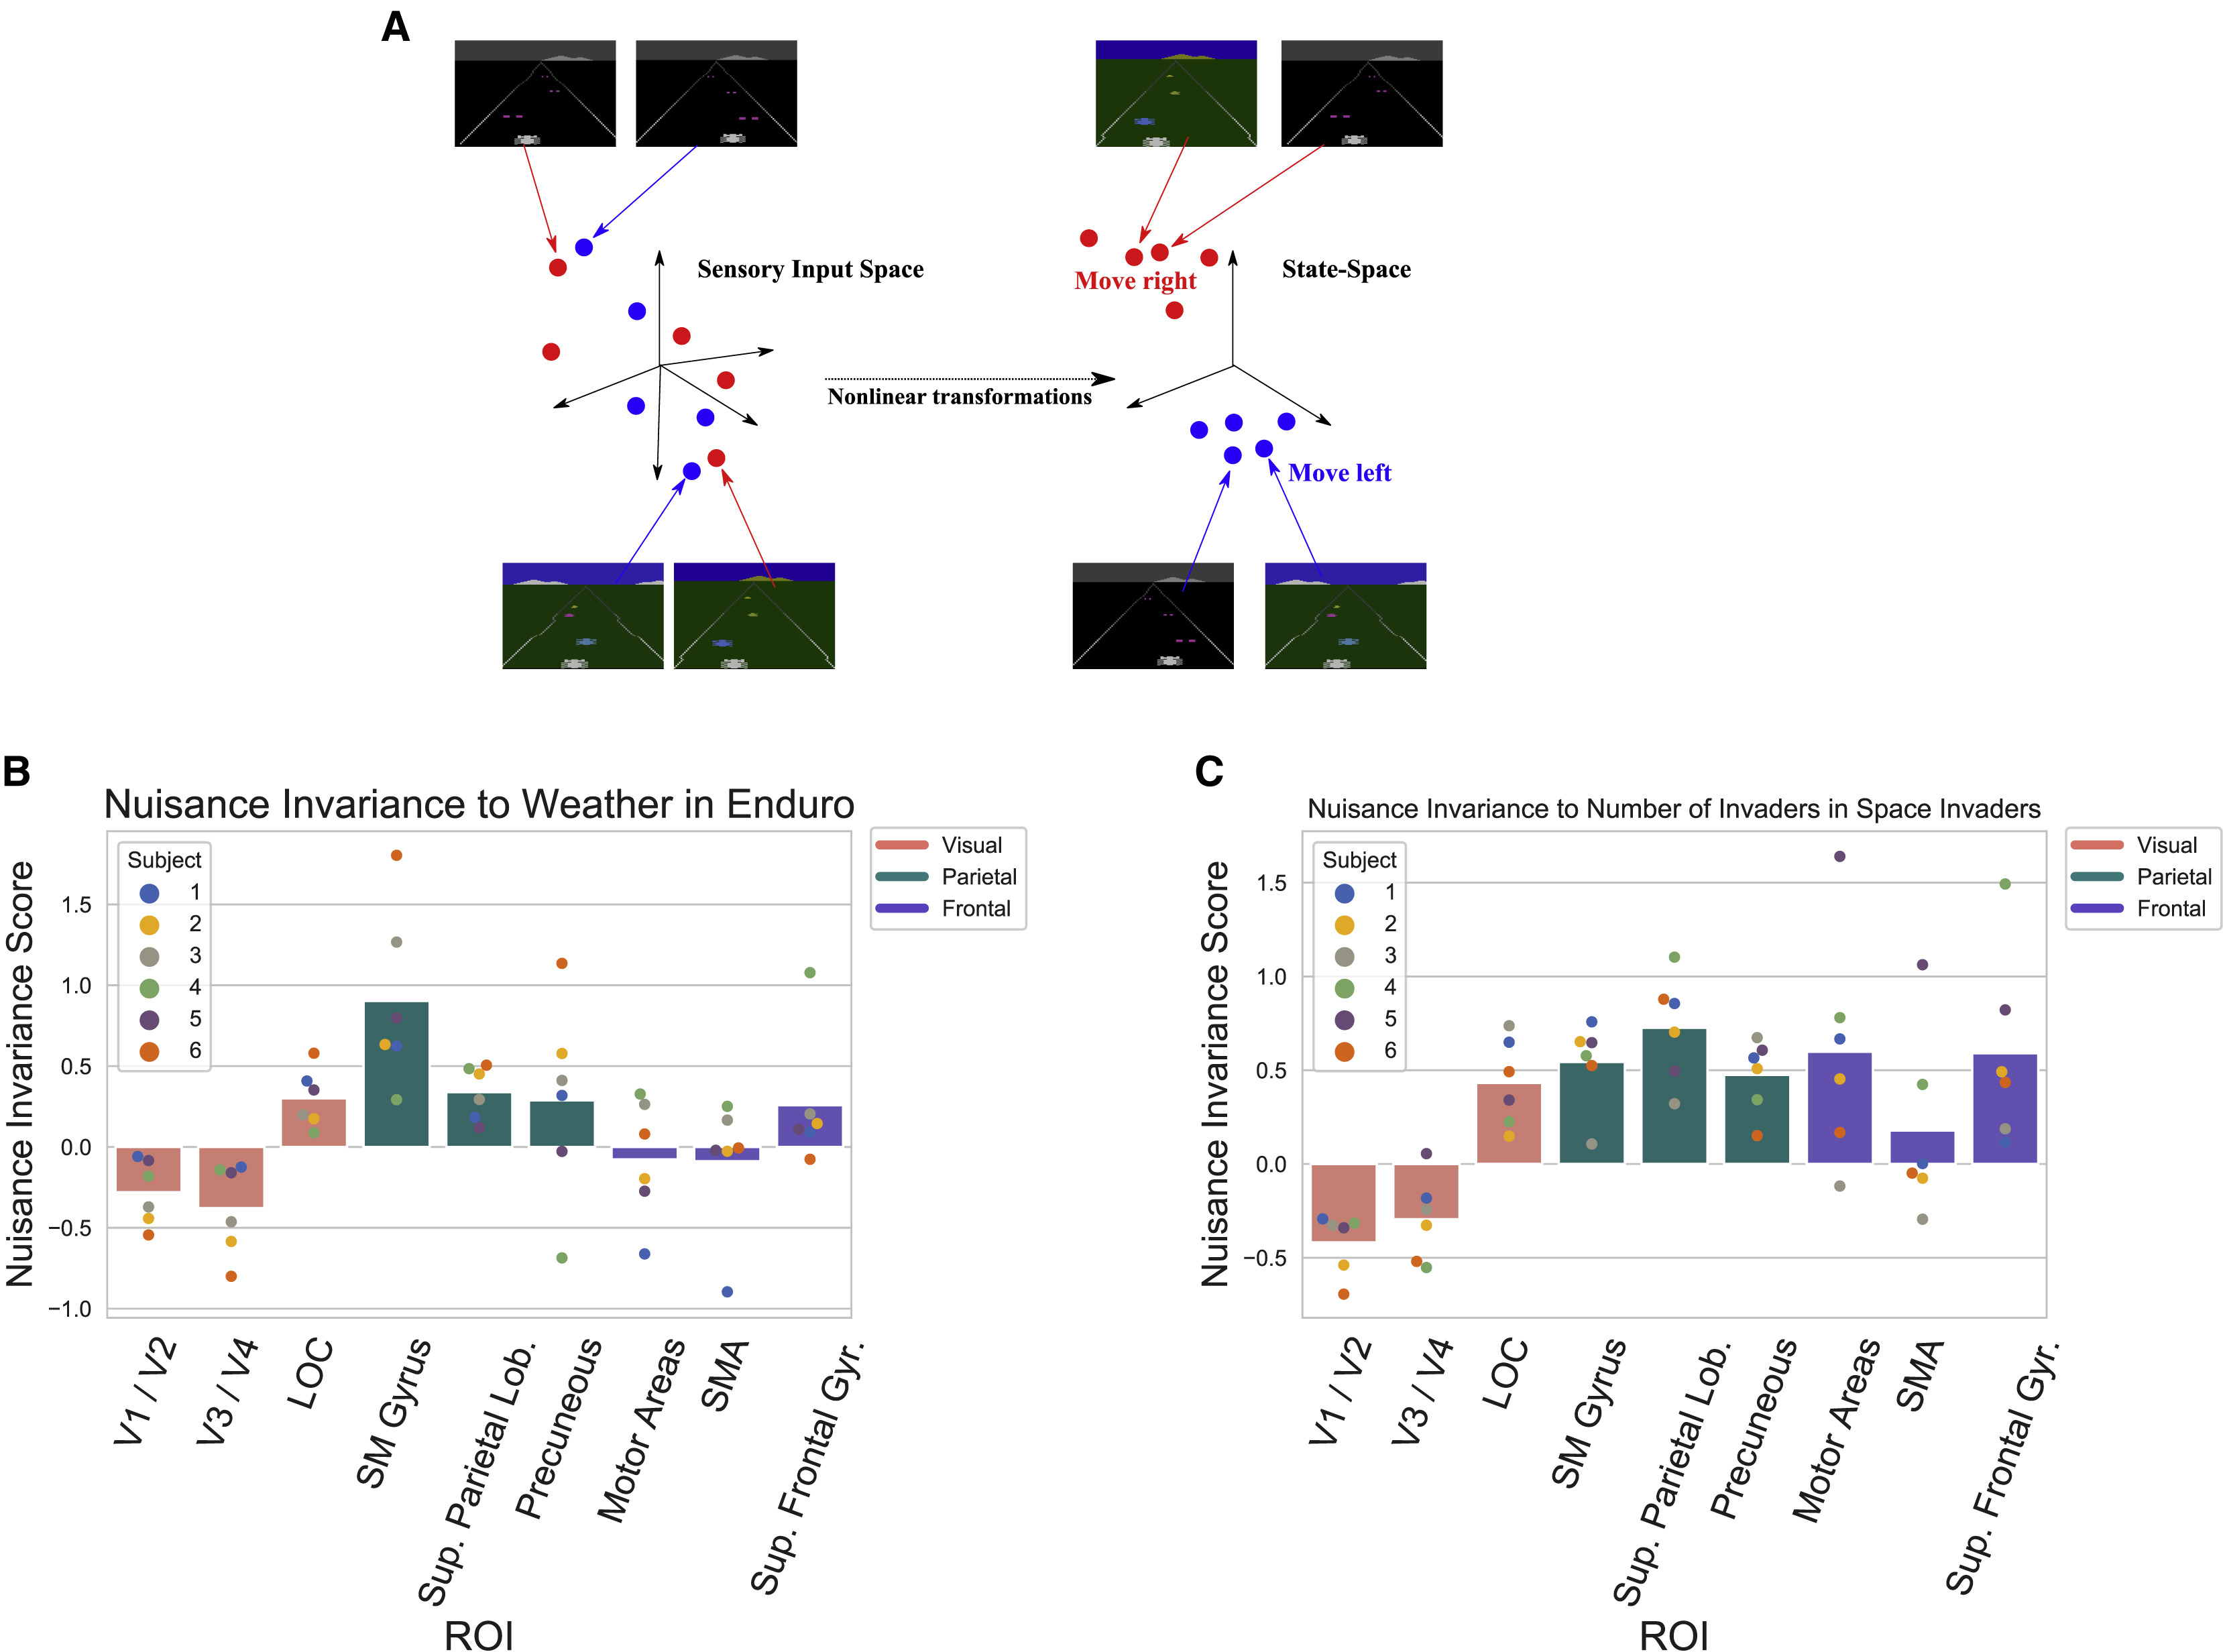 A
Sensory Input Space
State-Space
Move right
Nonlinear transformations
Move left
B
Nuisance Invariance to Weather in Enduro
Nuisance Invariance Score
1.5
1.0
0.5
0.0
−0.5
−1.0
Subject
1
2
3
4
5
6
Visual
Parietal
Frontal
V1 / V2
V3 / V4
LOC
SM Gyrus
Sup. Parietal Lob.
Precuneous
Motor Areas
SMA
Sup. Frontal Gyr.
ROI
C
Nuisance Invariance to Number of Invaders in Space Invaders
Nuisance Invariance Score
1.5
1.0
0.5
0.0
−0.5
Subject
1
2
3
4
5
6
Visual
Parietal
Frontal
V1 / V2
V3 / V4
LOC
SM Gyrus
Sup. Parietal Lob.
Precuneous
Motor Areas
SMA
Sup. Frontal Gyr.
ROI